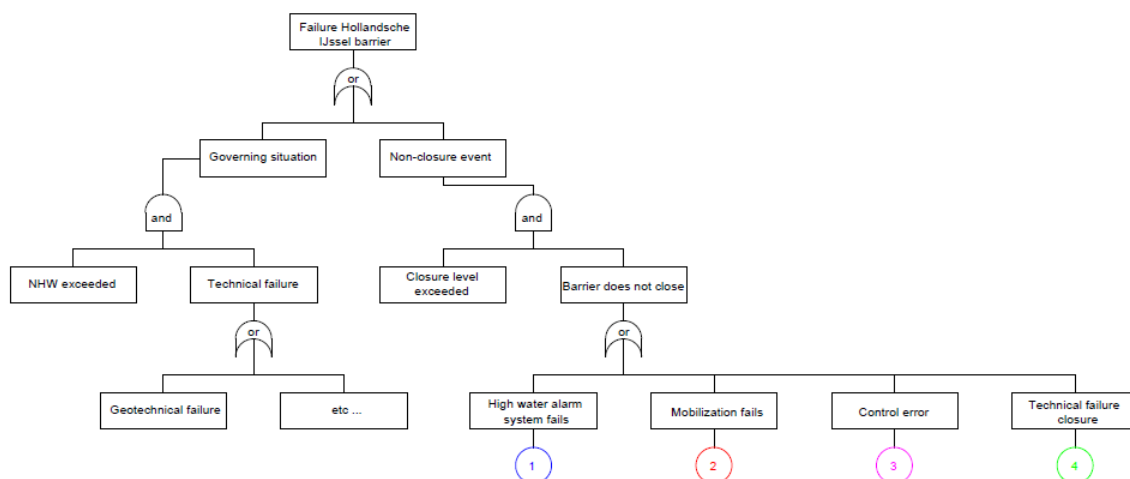 Failure Hollandsche
IJssel barrier
or
Governing situation
Non-closure event
and
and
NHW exceeded
Technical failure
Closure level
exceeded
Barrier does not close
or
or
Geotechnical failure
etc ...
High water alarm
system fails
Mobilization fails
Control error
Technical failure
closure
1
2
3
4